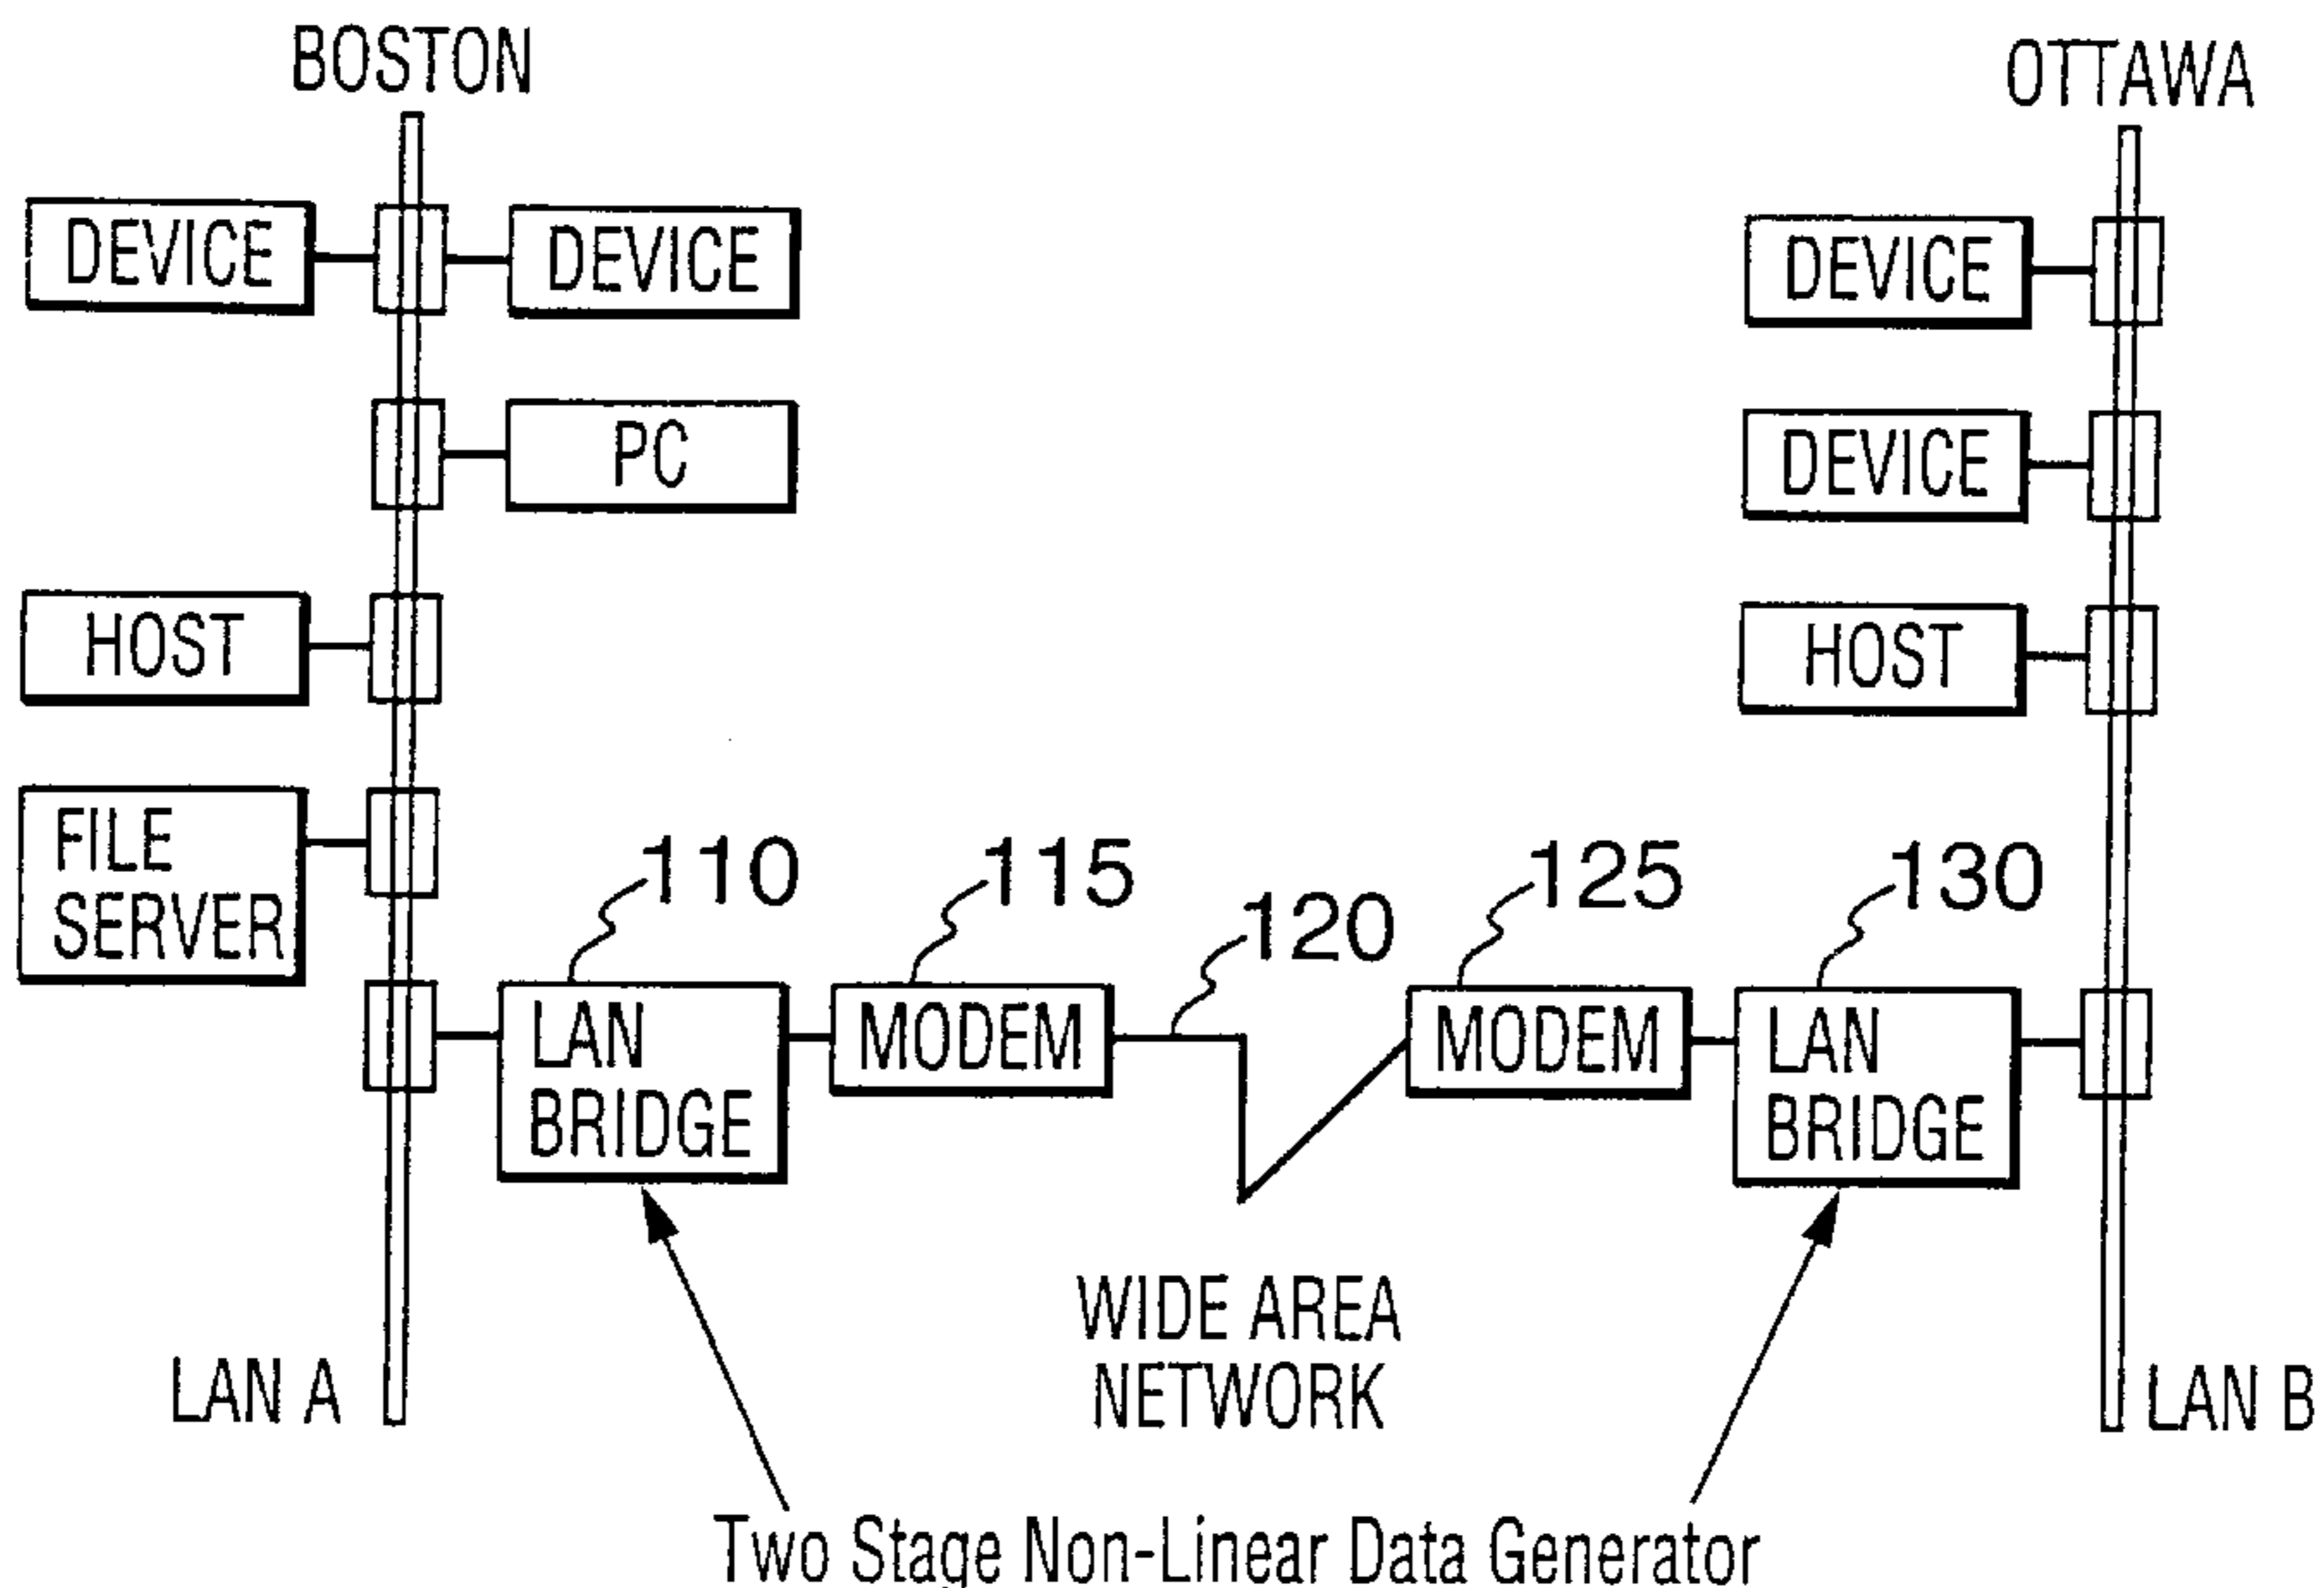 BOSTON
OTTAWA
DEVICE
DEVICE
DEVICE
PC
DEVICE
HOST
HOST
FILE
SERVER
110
115
120
125
130
LAN
BRIDGE
MODEM
MODEM
LAN
BRIDGE
WIDE AREA
NETWORK
LAN A
LAN B
Two Stage Non-Linear Data Generator